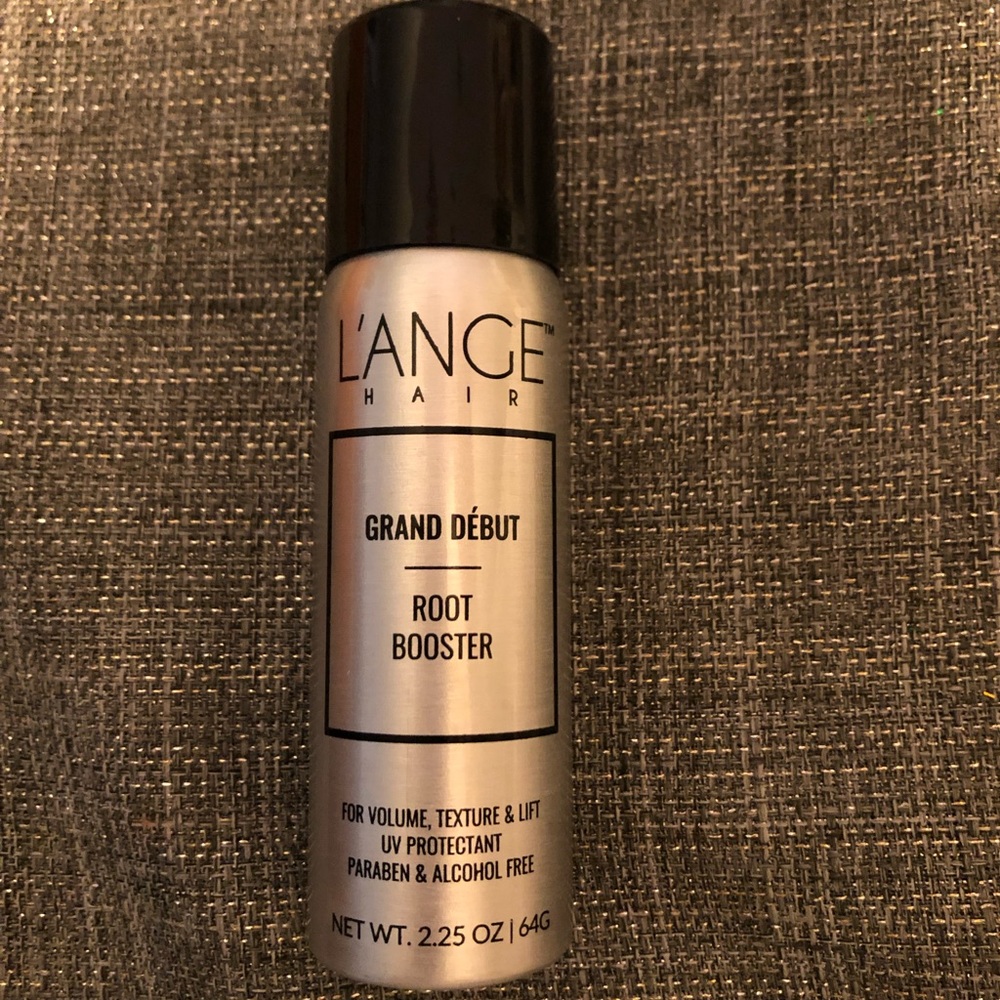 L'ANGE™
HAIR
GRAND DÉBUT
ROOT
BOOSTER
FOR VOLUME, TEXTURE & LIFT
UV PROTECTANT
PARABEN & ALCOHOL FREE
NET WT. 2.25 OZ | 64G